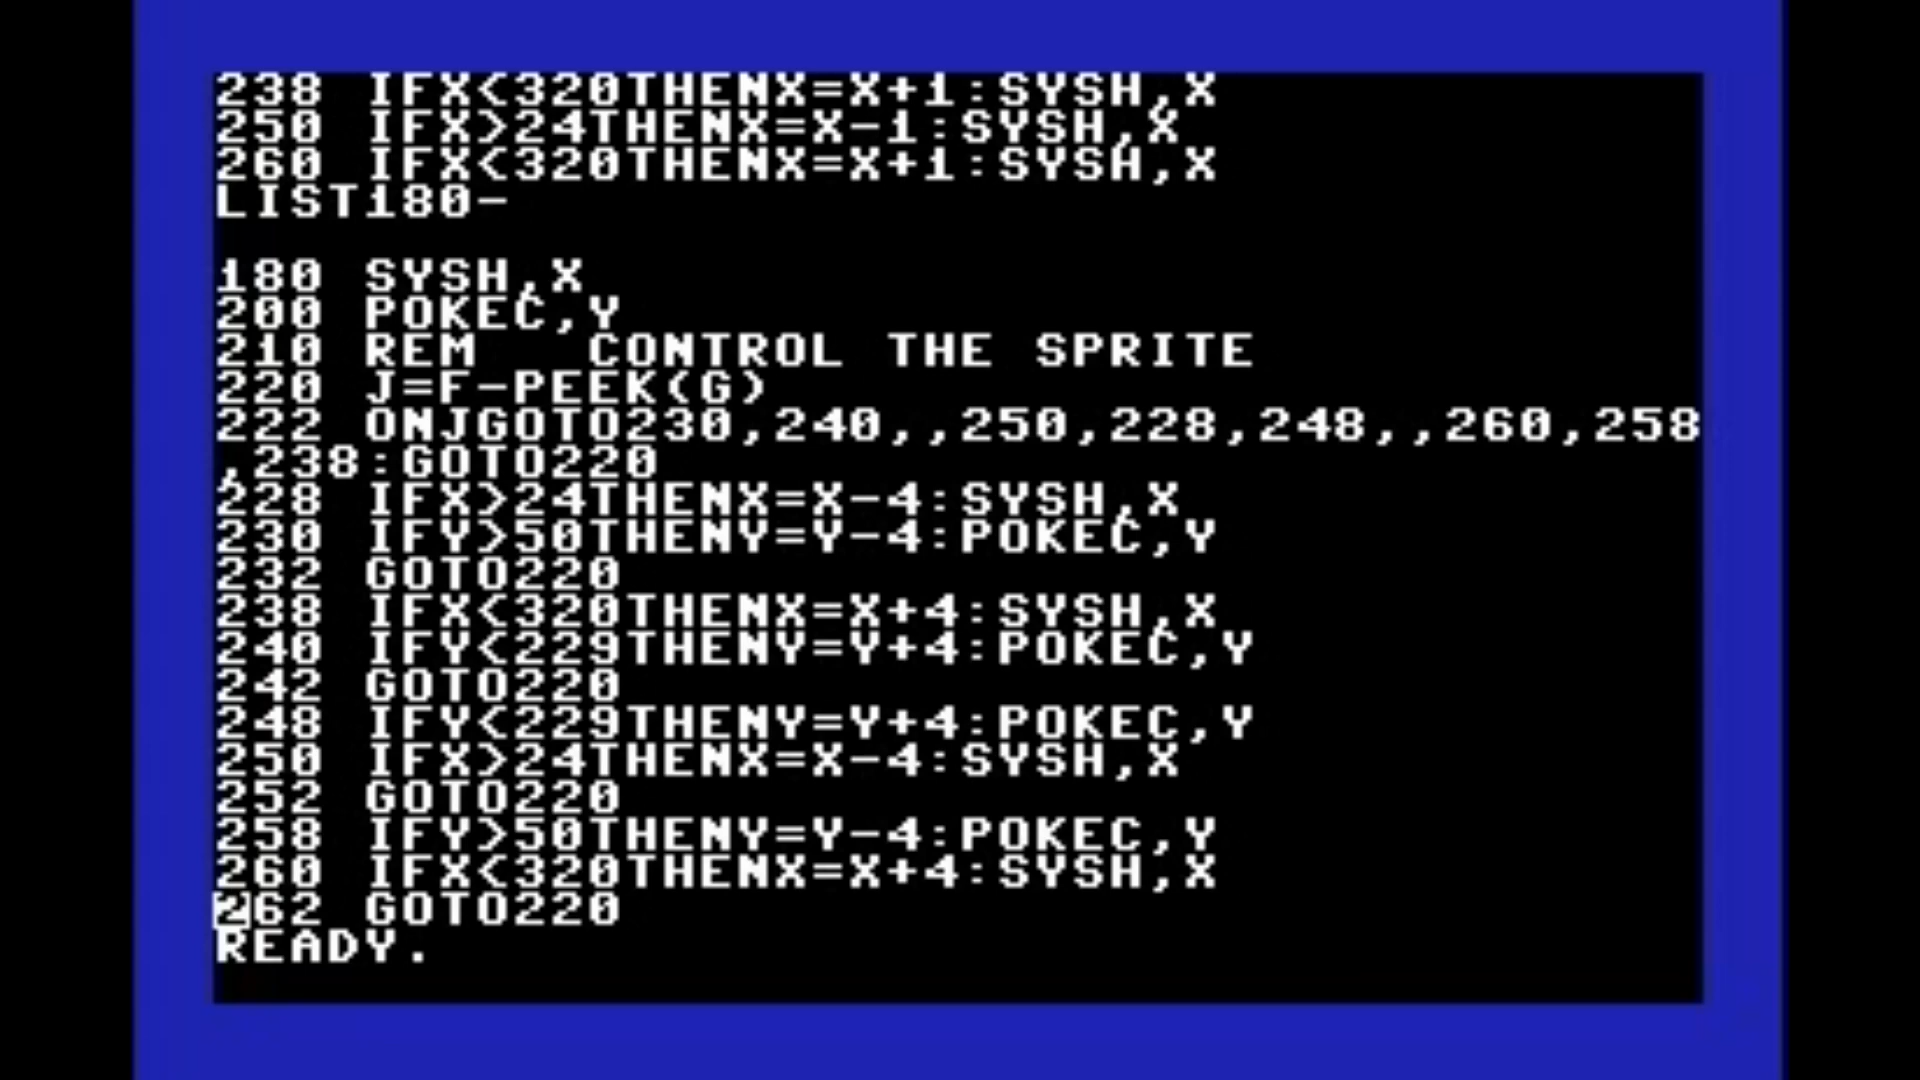 238 IFX<320THENX=X+1:SYSH,X
250 IFX>24THENX=X-1:SYSH,X
260 IFX<320THENX=X+1:SYSH,X
LIST180-
180 SYSH,X
200 POKEC,Y
210 REM   CONTROL THE SPRITE
220 J=F-PEEK(G)
222 ONJGOTO230,240,,250,228,248,,260,258
,238:GOTO220
228 IFX>24THENX=X-4:SYSH,X
230 IFY>50THENY=Y-4:POKEC,Y
232 GOTO220
238 IFX<320THENX=X+4:SYSH,X
240 IFY<229THENY=Y+4:POKEC,Y
242 GOTO220
248 IFY<229THENY=Y+4:POKEC,Y
250 IFX>24THENX=X-4:SYSH,X
252 GOTO220
258 IFY>50THENY=Y-4:POKEC,Y
260 IFX<320THENX=X+4:SYSH,X
262 GOTO220
READY.